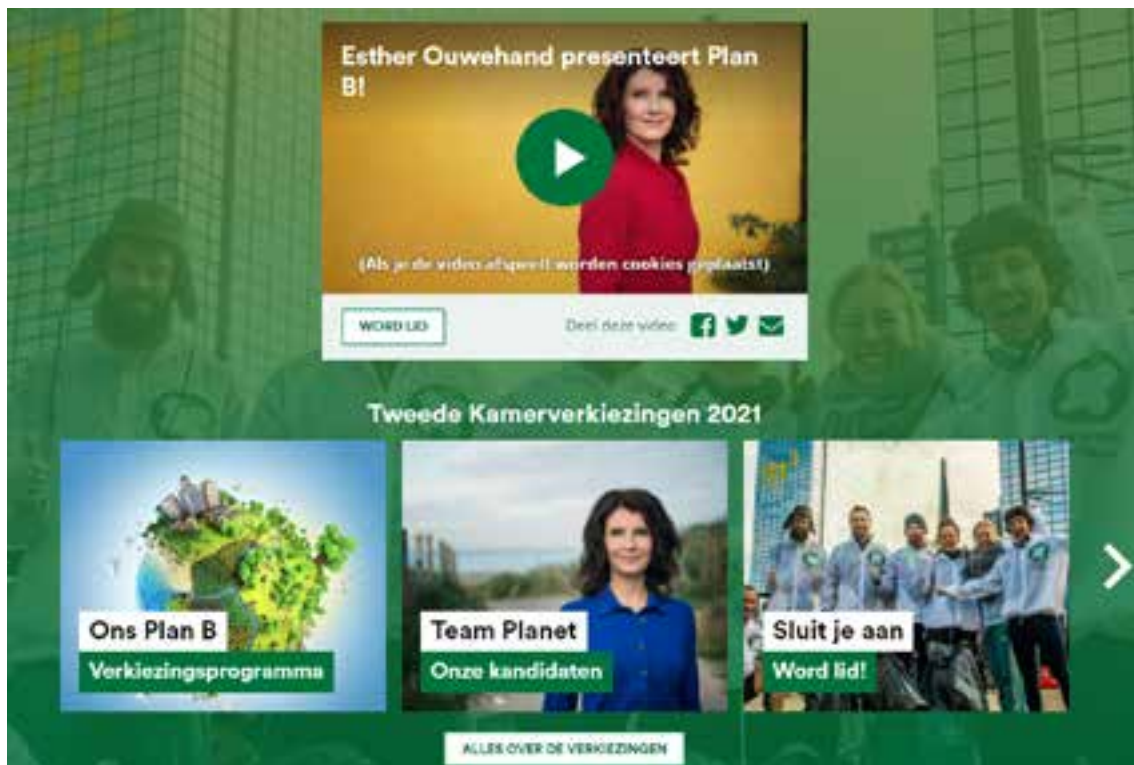 Esther Ouwehand presenteert Plan
B!
(Als je de video afspeelt worden cookies geplaatst)
WORD LID
Deel deze video
Tweede Kamerverkiezingen 2021
Ons Plan B
Verkiezingsprogramma
Team Planet
Onze kandidaten
Sluit je aan
Word lid!
ALLES OVER DE VERKIEZINGEN